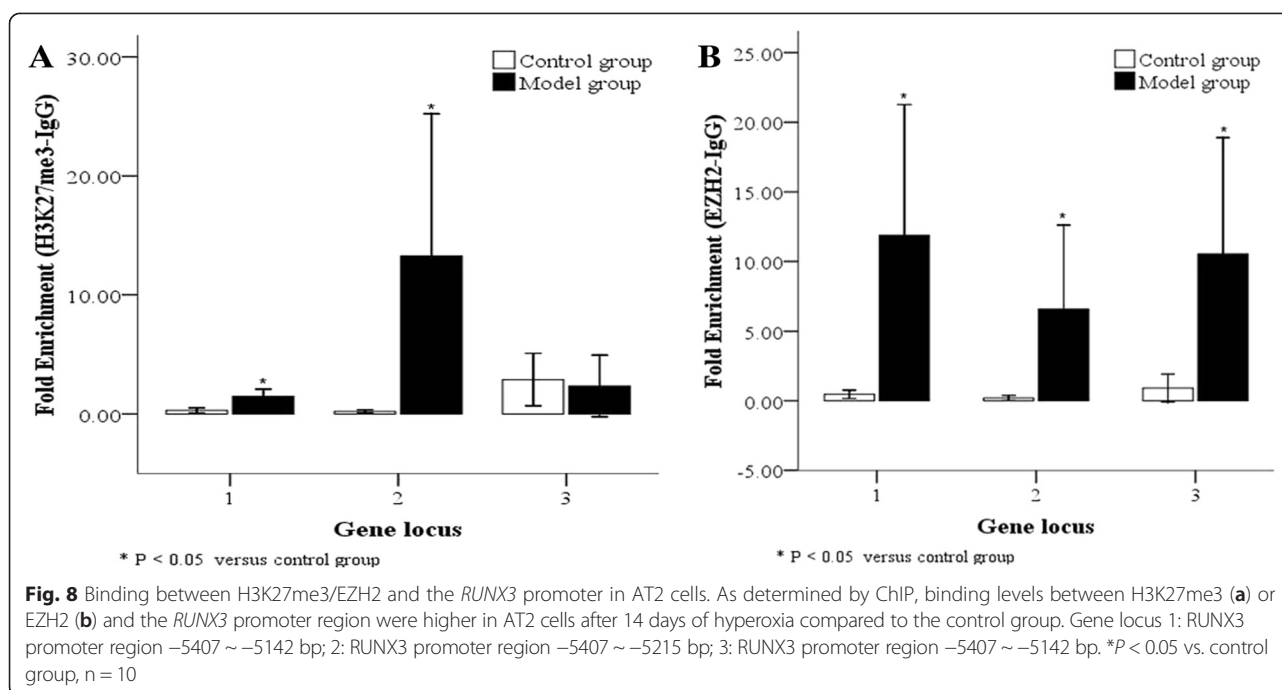 A
Fold Enrichment (H3K27me3-IgG)
30.00
20.00
10.00
0.00
Control group
Model group
*
*
1
2
3
Gene locus
* P < 0.05 versus control group
B
Fold Enrichment (EZH2-IgG)
25.00
20.00
15.00
10.00
5.00
0.00
-5.00
Control group
Model group
*
*
*
1
2
3
Gene locus
* P < 0.05 versus control group
Fig. 8 Binding between H3K27me3/EZH2 and the RUNX3 promoter in AT2 cells. As determined by ChIP, binding levels between H3K27me3 (a) or
EZH2 (b) and the RUNX3 promoter region were higher in AT2 cells after 14 days of hyperoxia compared to the control group. Gene locus 1: RUNX3
promoter region −5407 ~ −5142 bp; 2: RUNX3 promoter region −5407 ~ −5215 bp; 3: RUNX3 promoter region −5407 ~ −5142 bp. *P < 0.05 vs. control
group, n = 10